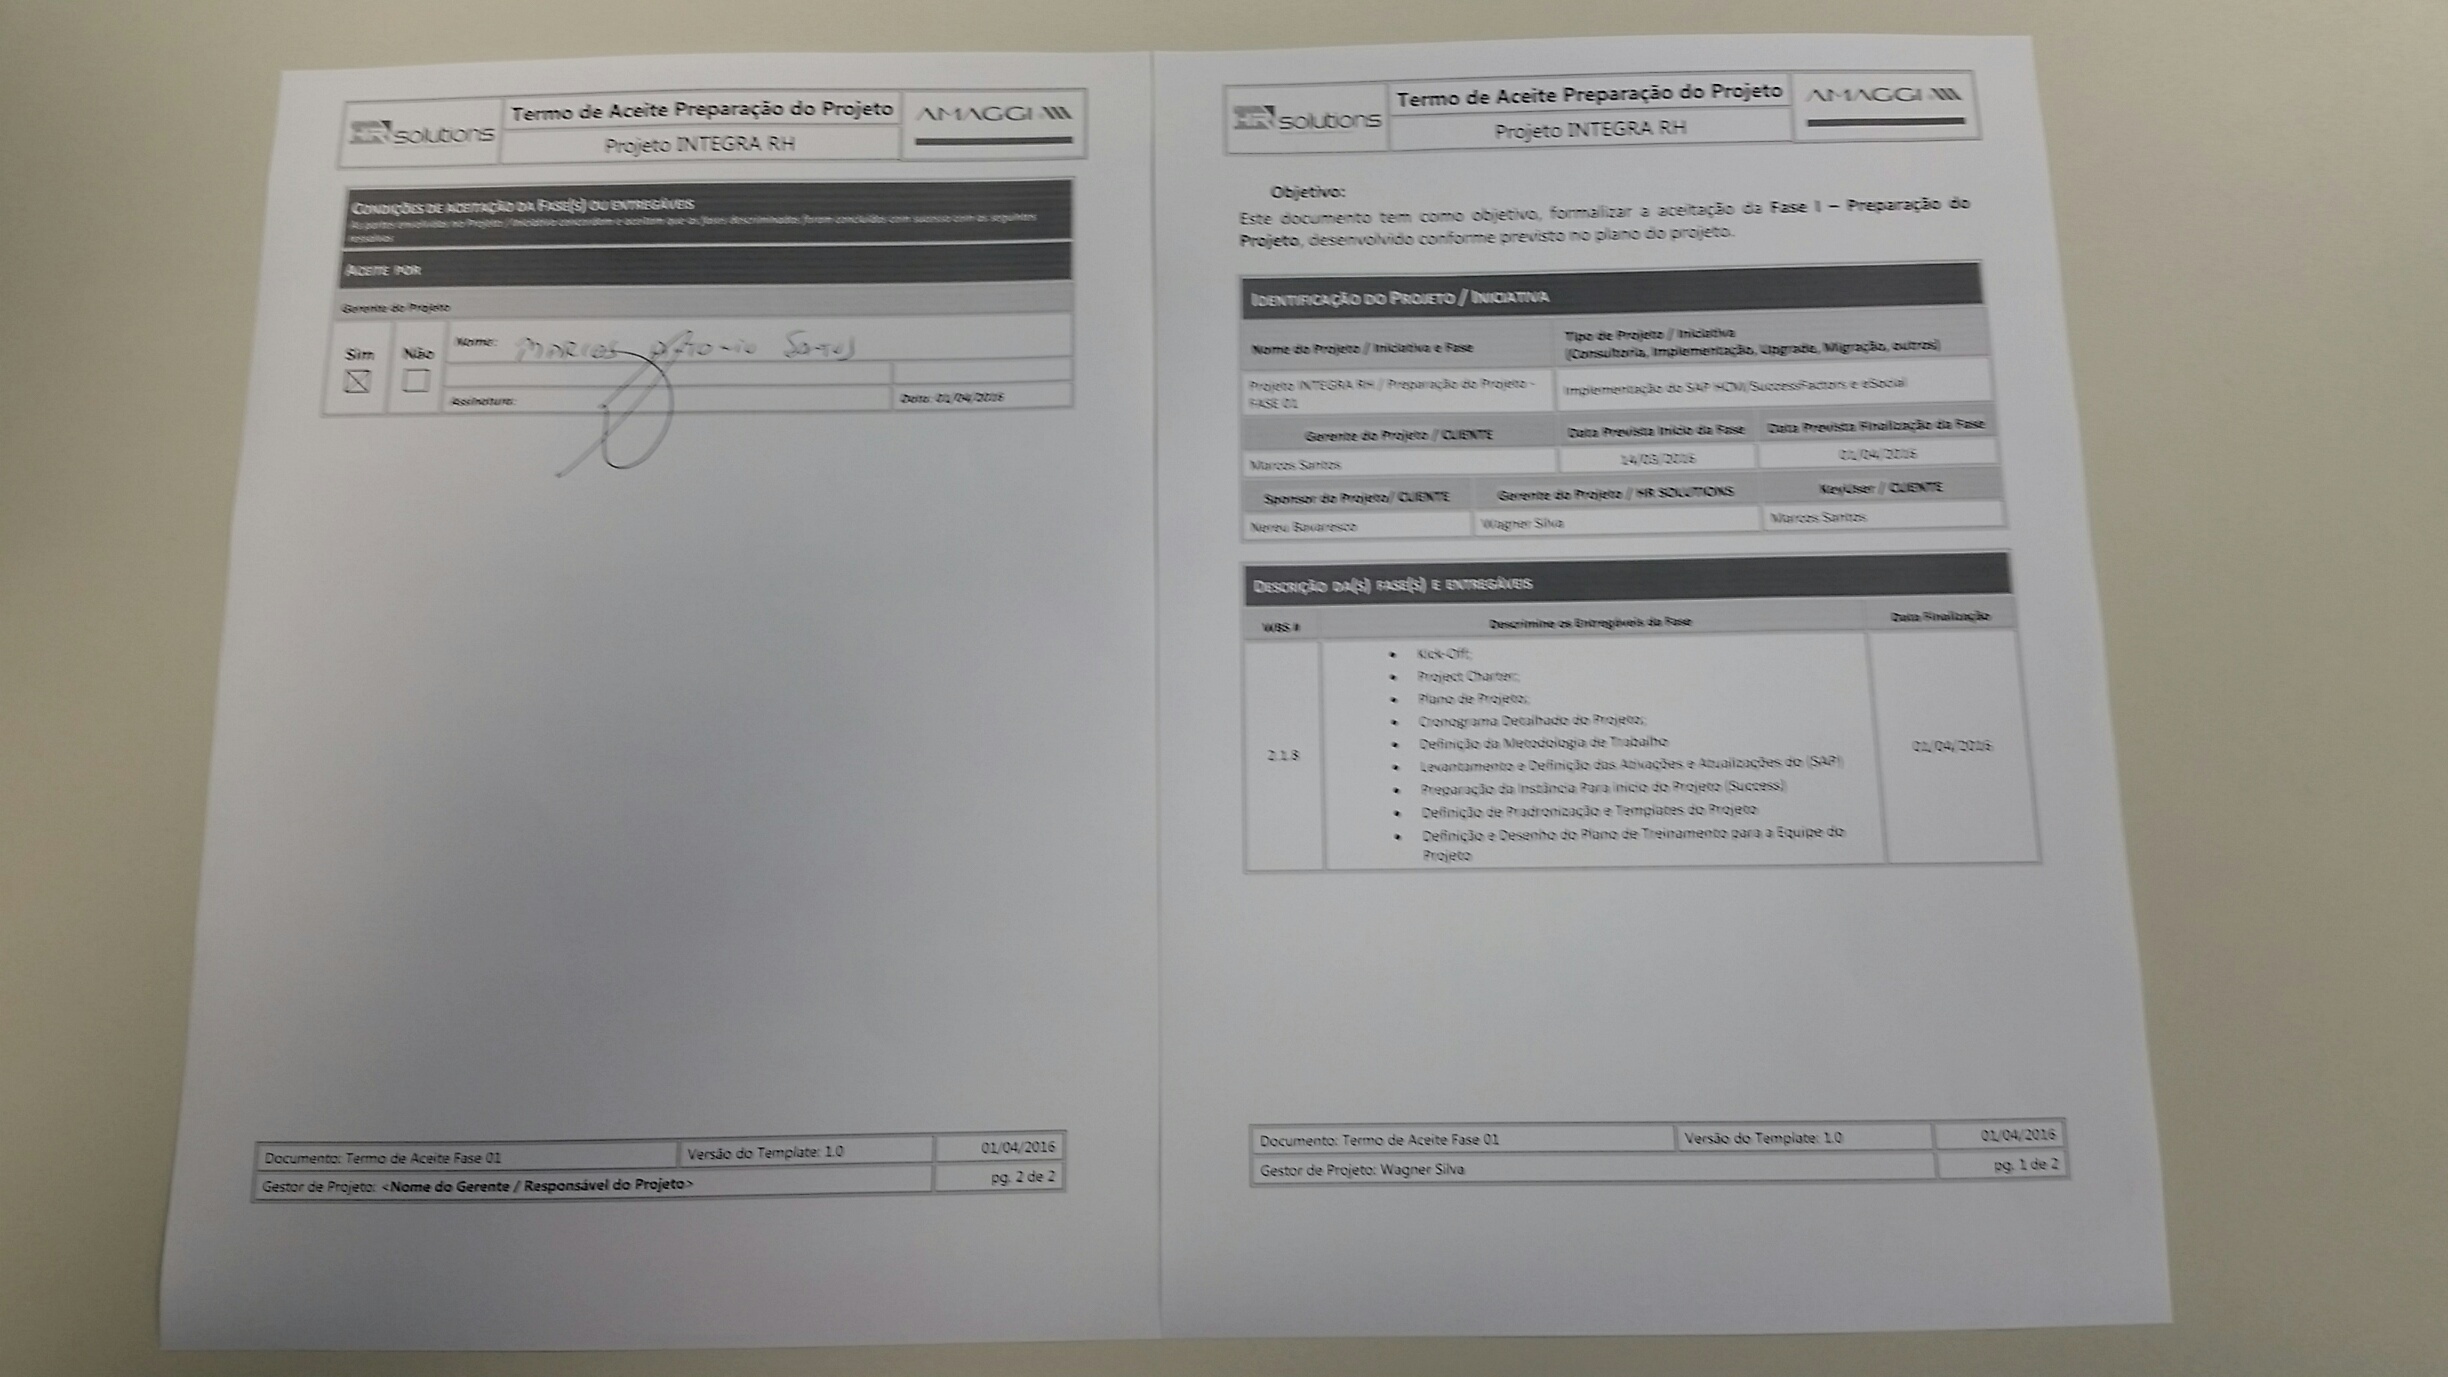 HR solutions
Termo de Aceite Preparação do Projeto
Projeto INTEGRA RH
AMAGGI
CONDIÇÕES DE ACEITAÇÃO DA FASE(S) OU ENTREGÁVEIS
As partes envolvidas no Projeto / Iniciativa concordam e aceitam que as fases descriminadas foram concluídas com sucesso com as seguintes
ressalvas
ACEITE POR
Gerente do Projeto
Sim
Não
Nome: Marcos Antonio Santos
Assinatura:
Data: 01/04/2016
Documento: Termo de Aceite Fase 01
Versão do Template: 1.0
01/04/2016
Gestor de Projeto: <Nome do Gerente / Responsável do Projeto>
pg. 2 de 2
HR solutions
Termo de Aceite Preparação do Projeto
Projeto INTEGRA RH
AMAGGI
Objetivo:
Este documento tem como objetivo, formalizar a aceitação da Fase I – Preparação do
Projeto, desenvolvido conforme previsto no plano do projeto.
IDENTIFICAÇÃO DO PROJETO / INICIATIVA
Nome do Projeto / Iniciativa e Fase
Tipo de Projeto / Iniciativa
(Consultoria, Implementação, Upgrade, Migração, outros)
Projeto INTEGRA RH / Preparação do Projeto -
FASE 01
Implementação do SAP HCM/SuccessFactors e eSocial
Gerente do Projeto / CLIENTE
Data Prevista Inicio da Fase
Data Prevista Finalização da Fase
Marcos Santos
14/03/2016
01/04/2016
Sponsor do Projeto/ CLIENTE
Gerente do Projeto / HR SOLUTIONS
KeyUser / CLIENTE
Nereu Bavaresco
Wagner Silva
Marcos Santos
DESCRIÇÃO DA(S) FASE(S) E ENTREGÁVEIS
WBS #
Descrimine os Entregáveis da Fase
Data Finalização
2.1.8
• Kick-Off;
• Project Charter;
• Plano de Projeto;
• Cronograma Detalhado do Projeto;
• Definição da Metodologia de Trabalho
• Levantamento e Definição das Ativações e Atualizações do (SAP)
• Preparação da Instância Para Inicio do Projeto (Success)
• Definição de Pradronização e Templates do Projeto
• Definição e Desenho do Plano de Treinamento para a Equipe do
Projeto
01/04/2016
Documento: Termo de Aceite Fase 01
Versão do Template: 1.0
01/04/2016
Gestor de Projeto: Wagner Silva
pg. 1 de 2